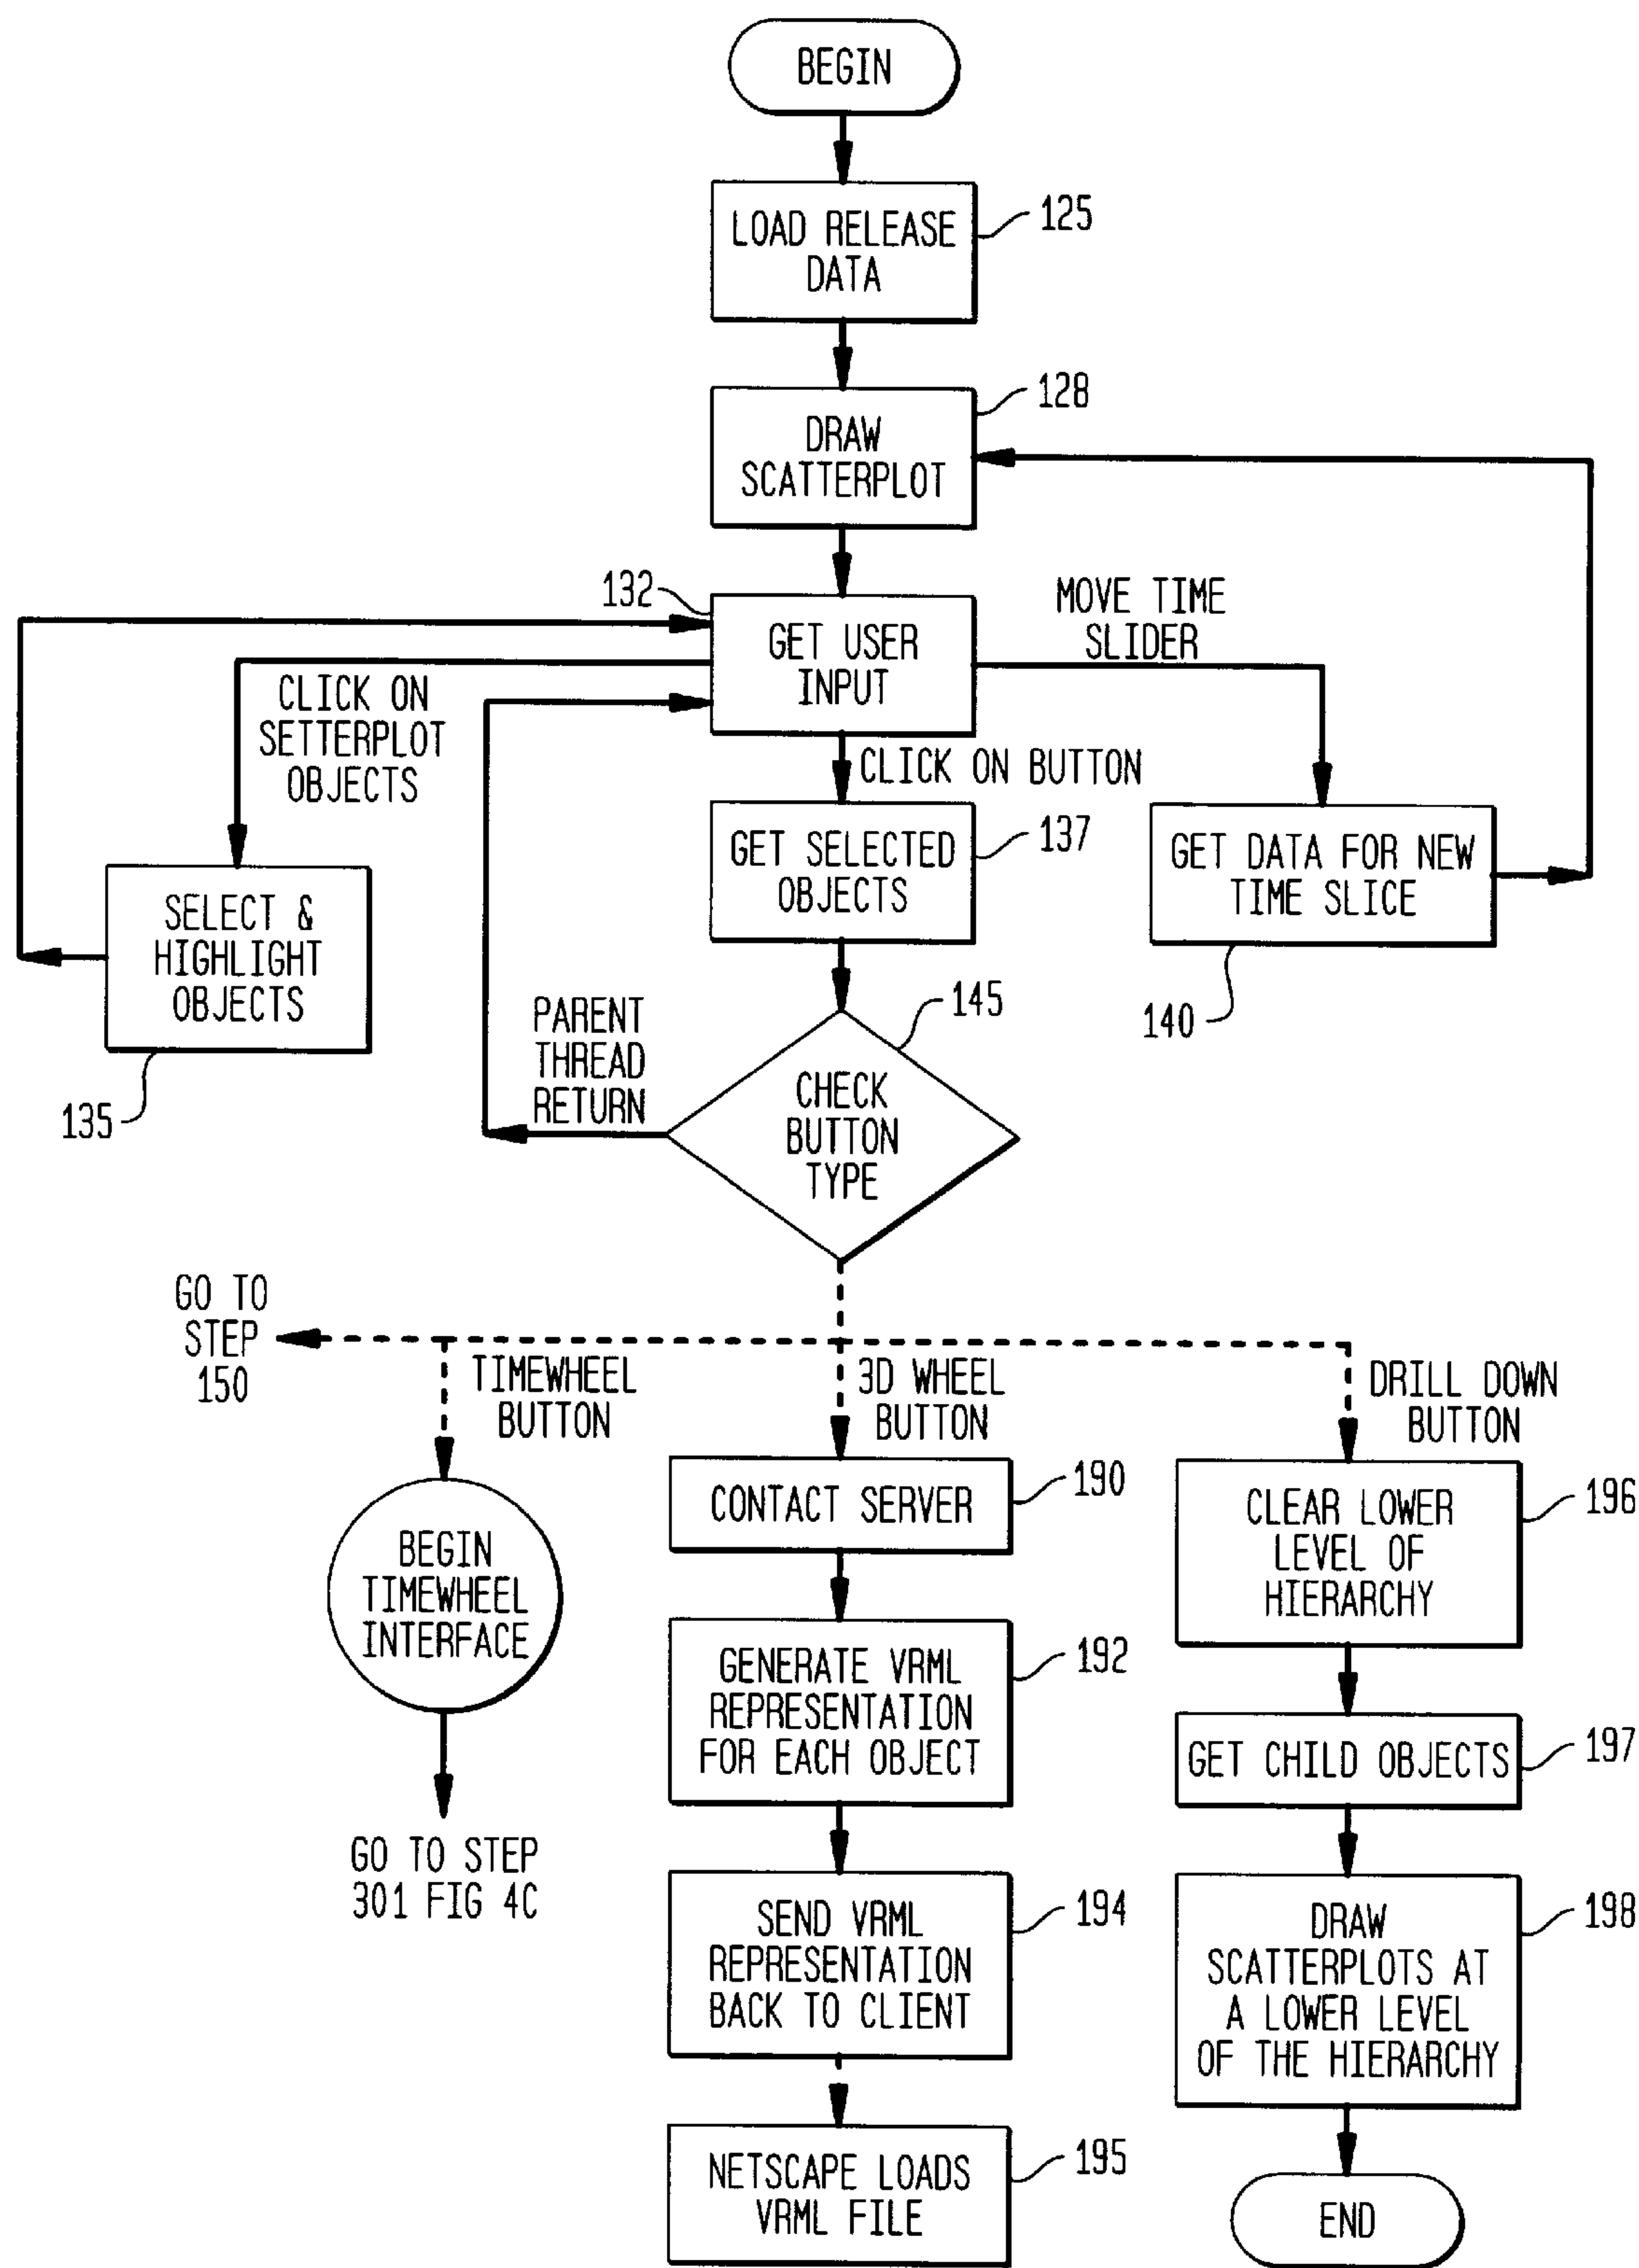 BEGIN
LOAD RELEASE
DATA
125
DRAW
SCATTERPLOT
128
132
GET USER
INPUT
MOVE TIME
SLIDER
CLICK ON
SETTERPLOT
OBJECTS
CLICK ON BUTTON
GET SELECTED
OBJECTS
137
GET DATA FOR NEW
TIME SLICE
140
SELECT &
HIGHLIGHT
OBJECTS
135
PARENT
THREAD
RETURN
145
CHECK
BUTTON
TYPE
GO TO
STEP
150
TIMEWHEEL
BUTTON
3D WHEEL
BUTTON
DRILL DOWN
BUTTON
BEGIN
TIMEWHEEL
INTERFACE
GO TO STEP
301 FIG 4C
CONTACT SERVER
190
GENERATE VRML
REPRESENTATION
FOR EACH OBJECT
192
SEND VRML
REPRESENTATION
BACK TO CLIENT
194
NETSCAPE LOADS
VRML FILE
195
CLEAR LOWER
LEVEL OF
HIERARCHY
196
GET CHILD OBJECTS
197
DRAW
SCATTERPLOTS AT
A LOWER LEVEL
OF THE HIERARCHY
198
END